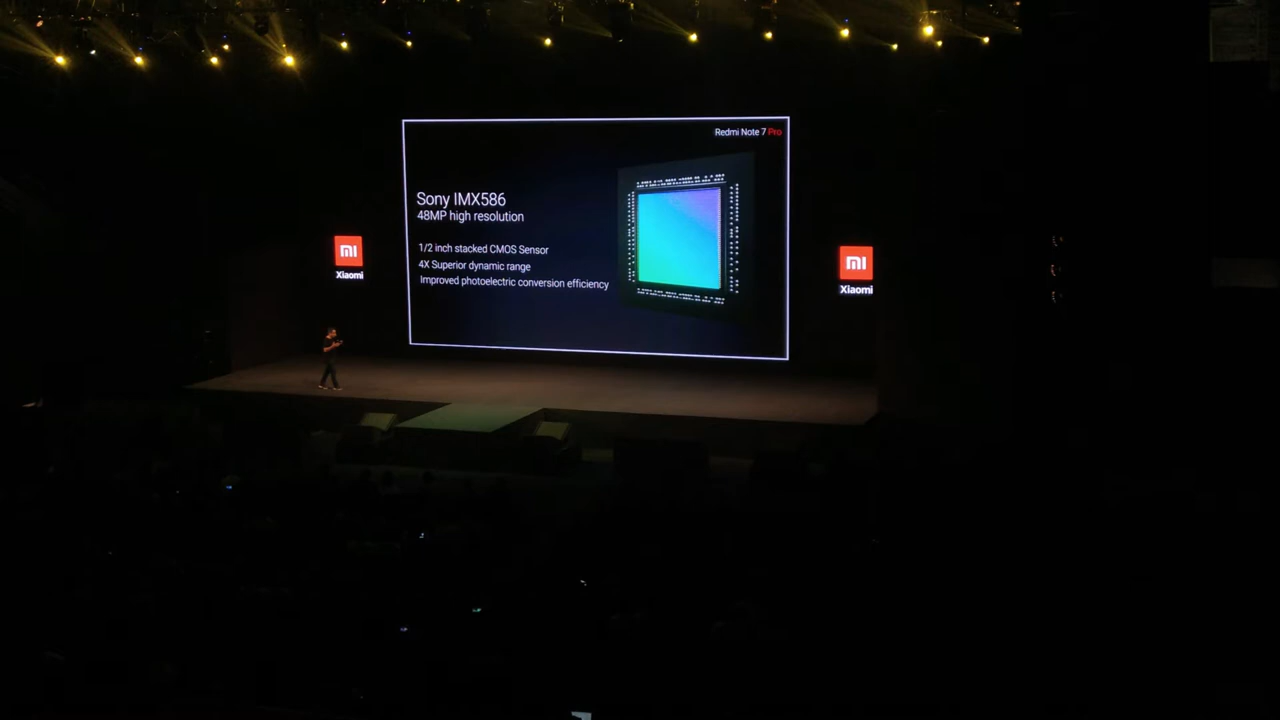 Redmi Note 7 Pro
Sony IMX586
48MP high resolution
1/2 inch stacked CMOS Sensor
4X Superior dynamic range
Improved photoelectric conversion efficiency
mi
Xiaomi
mi
Xiaomi